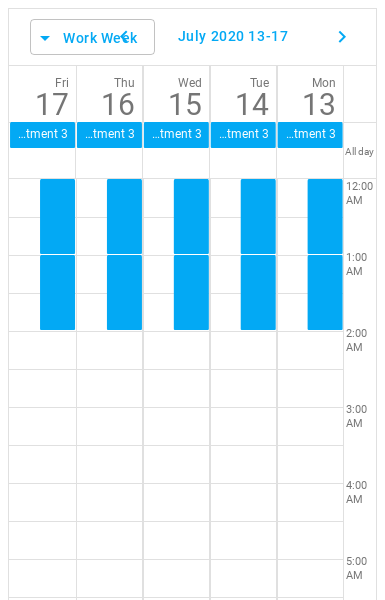 Work Week
July 2020 13-17
Fri Thu Wed Tue Mon
17 16 15 14 13
...tment 3 ...tment 3 ...tment 3 ...tment 3 ...tment 3
All day
12:00
AM
1:00
AM
2:00
AM
3:00
AM
4:00
AM
5:00
AM